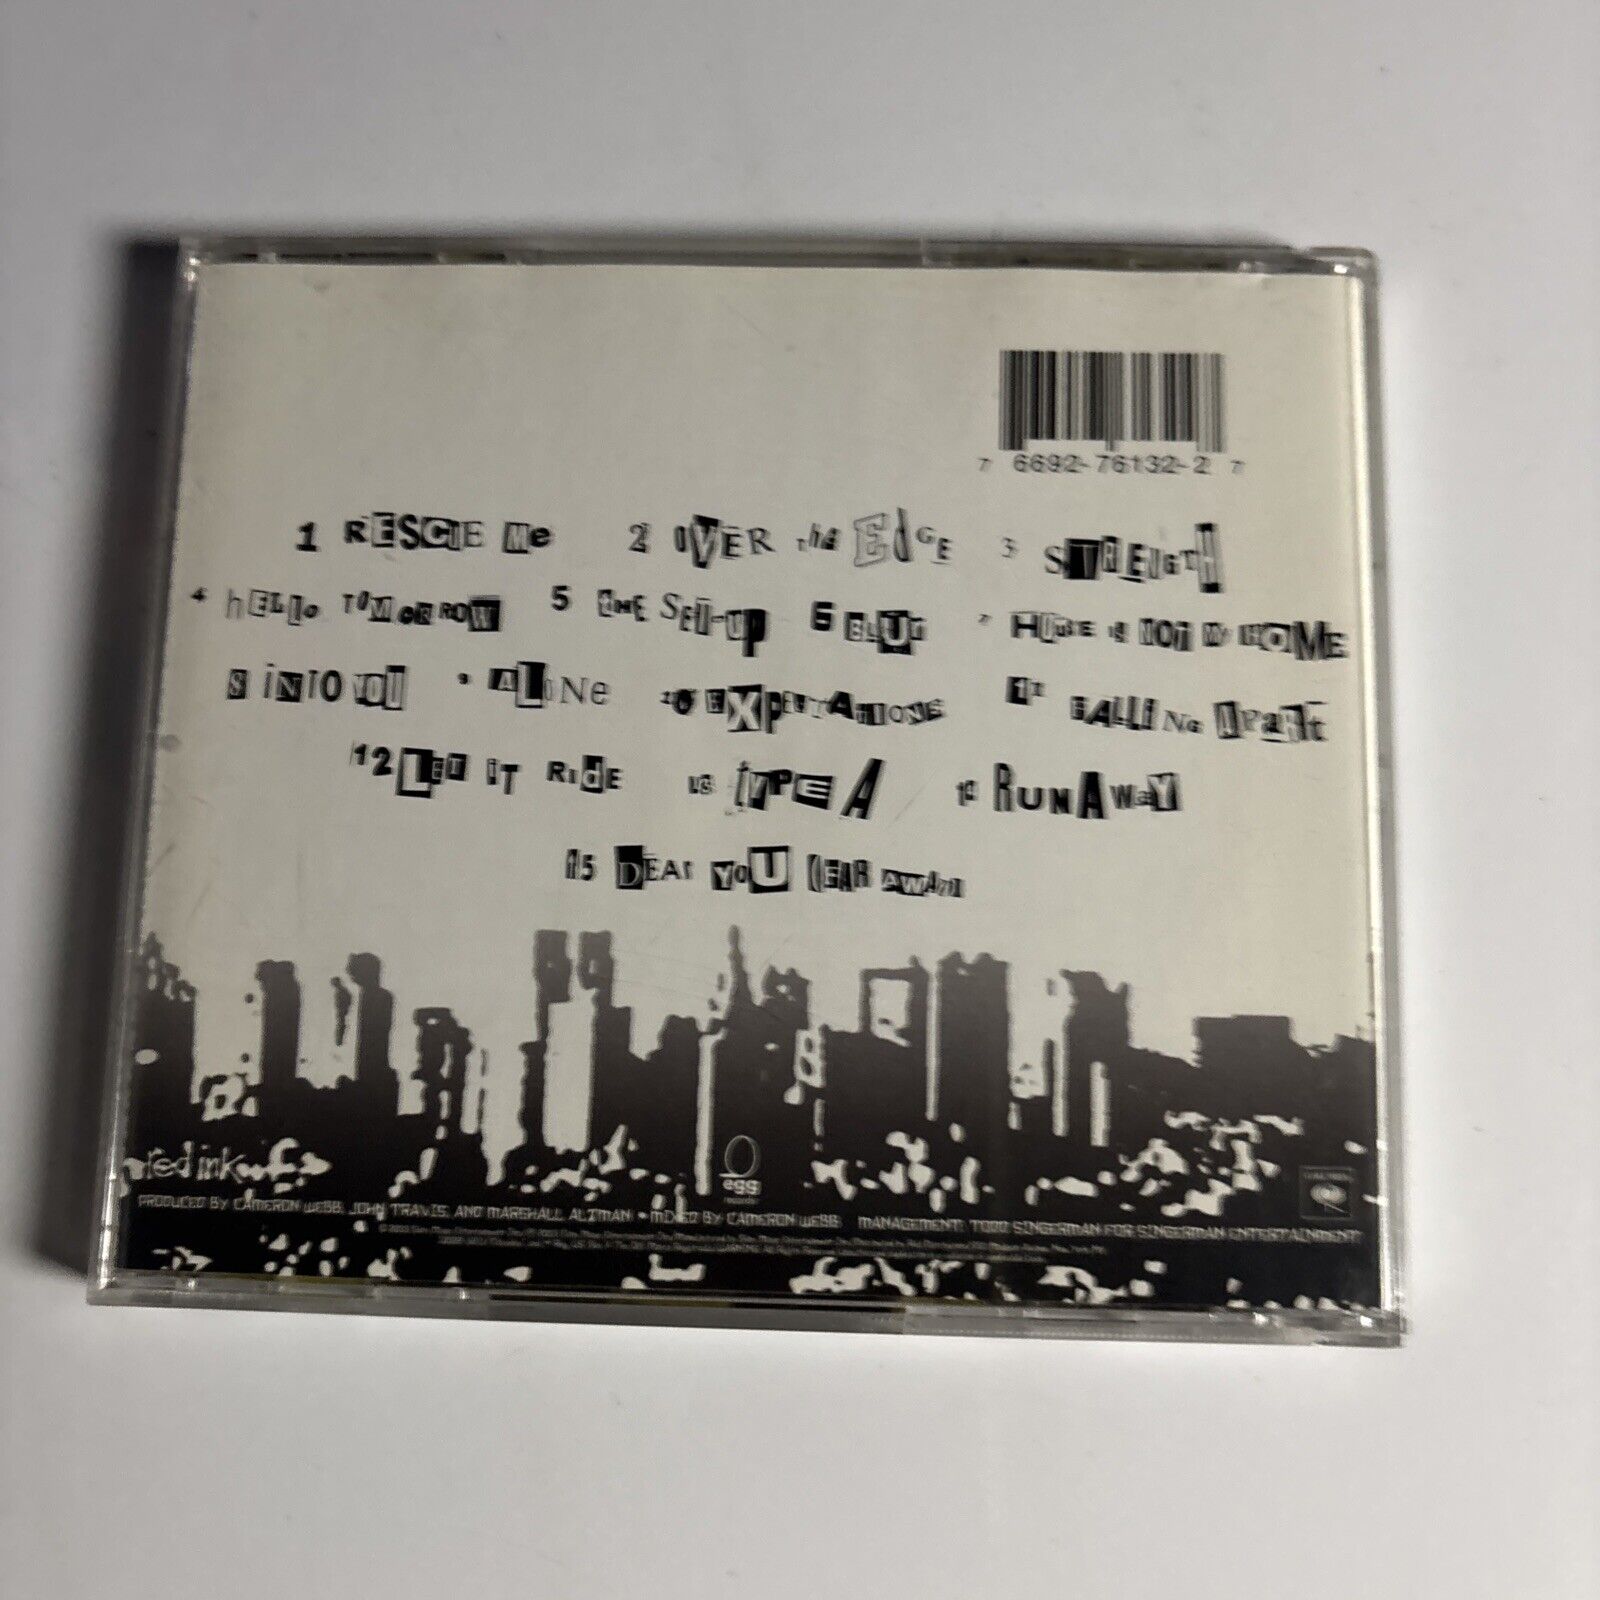 7 6692-76132-2 7
1 RESCUE Me 2 OVER the EdGE 3 STRENGTH
4 hELLO TOMORROW 5 tHE SET-UP 6 BLUR 7 HERE IS NOT MY HOME
8 iNTO YOU 9 ALONe 10 EXPECTATIONS 11 FALLiNG APARt
12 LET iT RidE 13 tYPE A 14 RUNAWaY
15 DEAR YOU (FAR AWAY)
red ink
egg
records
PRODUCED BY CAMERON WEBB, JOHN TRAVIS, AND MARSHALL ALTMAN • MIXED BY CAMERON WEBB MANAGEMENT: TODD SINGERMAN FOR SINGERMAN ENTERTAINMENT